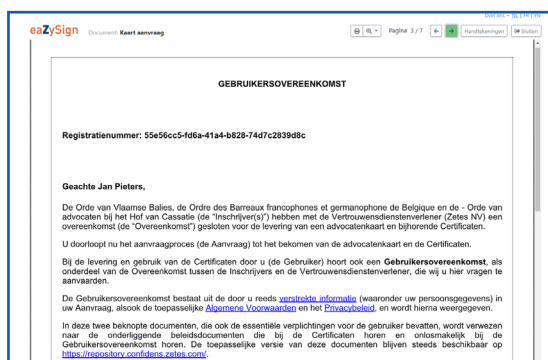 Over ons - NL | FR | EN
eaZySign Document: Kaart aanvraag Pagina 3 / 7 Handtekeningen Sluiten
GEBRUIKERSOVEREENKOMST
Registratienummer: 55e56cc5-fd6a-41a4-b828-74d7c2839d8c
Geachte Jan Pieters,
De Orde van Vlaamse Balies, de Ordre des Barreaux francophones et germanophone de Belgique en de - Orde van
advocaten bij het Hof van Cassatie (de “Inschrijver(s)”) hebben met de Vertrouwensdienstenverlener (Zetes NV) een
overeenkomst (de “Overeenkomst”) gesloten voor de levering van een advocatenkaart en bijhorende Certificaten.
U doorloopt nu het aanvraagproces (de Aanvraag) tot het bekomen van de advocatenkaart en de Certificaten.
Bij de levering en gebruik van de Certificaten door u (de Gebruiker) hoort ook een Gebruikersovereenkomst, als
onderdeel van de Overeenkomst tussen de Inschrijvers en de Vertrouwensdienstenverlener, die wij u hier vragen te
aanvaarden.
De Gebruikersovereenkomst bestaat uit de door u reeds verstrekte informatie (waaronder uw persoonsgegevens) in
uw Aanvraag, alsook de toepasselijke Algemene Voorwaarden en het Privacybeleid, en wordt hierna weergegeven.
In deze twee beknopte documenten, die ook de essentiële verplichtingen voor de gebruiker bevatten, wordt verwezen
naar de onderliggende beleidsdocumenten die bij de Certificaten horen en onlosmakelijk bij de
Gebruikersovereenkomst horen. De toepasselijke versie van deze documenten blijven steeds beschikbaar op
https://repository.confidens.zetes.com/.